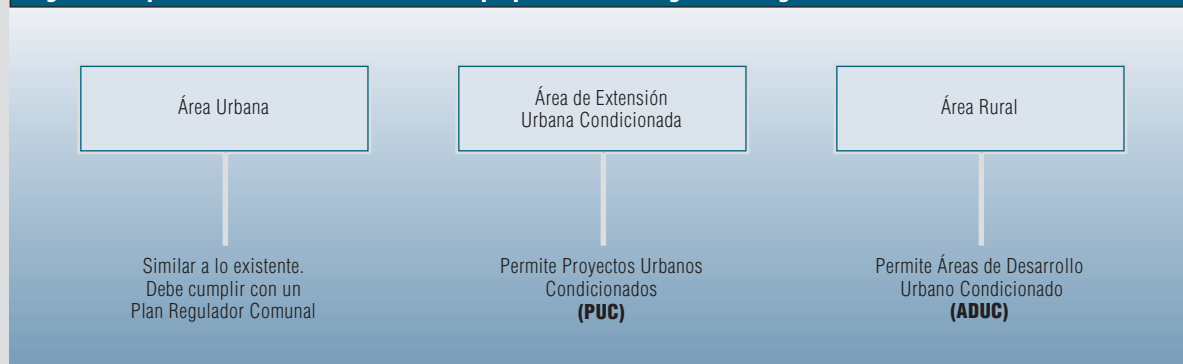 Área Urbana
Área de Extensión
Urbana Condicionada
Área Rural
Similar a lo existente.
Debe cumplir con un
Plan Regulador Comunal
Permite Proyectos Urbanos
Condicionados
(PUC)
Permite Áreas de Desarrollo
Urbano Condicionado
(ADUC)